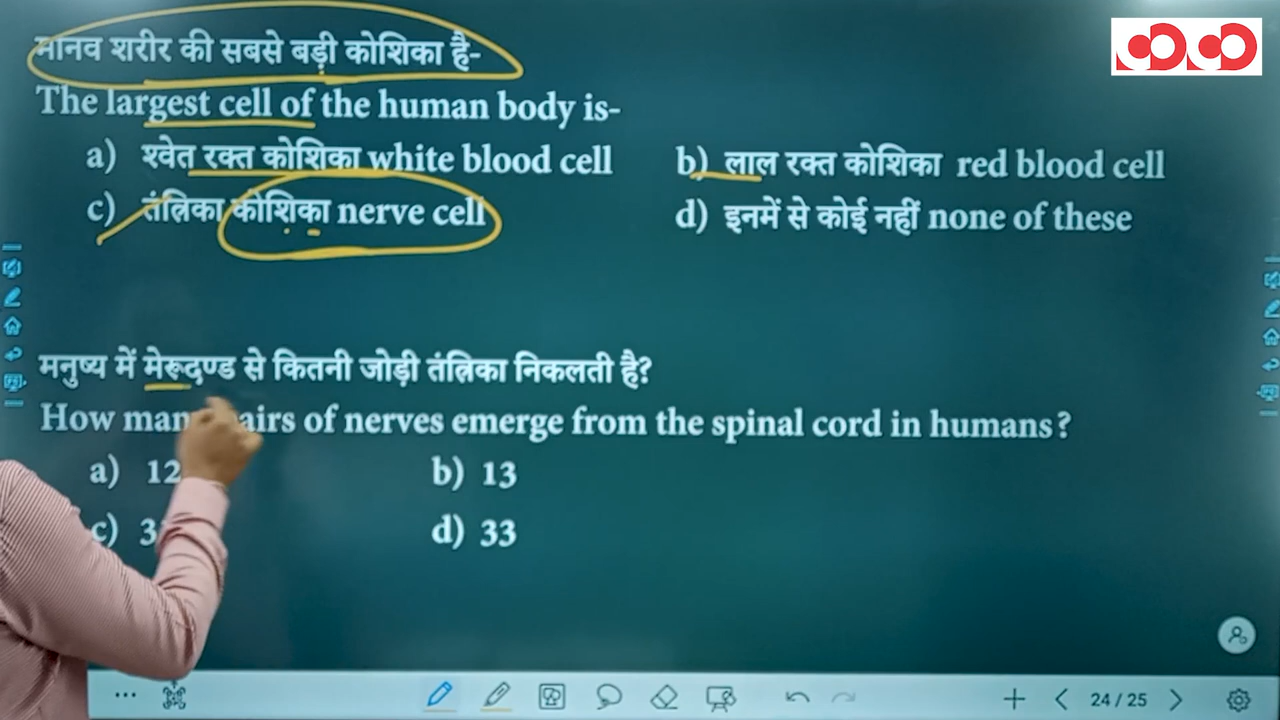 मानव शरीर की सबसे बड़ी कोशिका है-
The largest cell of the human body is-
a) श्वेत रक्त कोशिका white blood cell b) लाल रक्त कोशिका red blood cell
c) तंत्रिका कोशिका nerve cell d) इनमें से कोई नहीं none of these
मनुष्य में मेरूदण्ड से कितनी जोड़ी तंत्रिका निकलती है?
How of nerves emerge from the spinal cord in humans?
a) 12 b) 13
c) d) 33
24 / 25